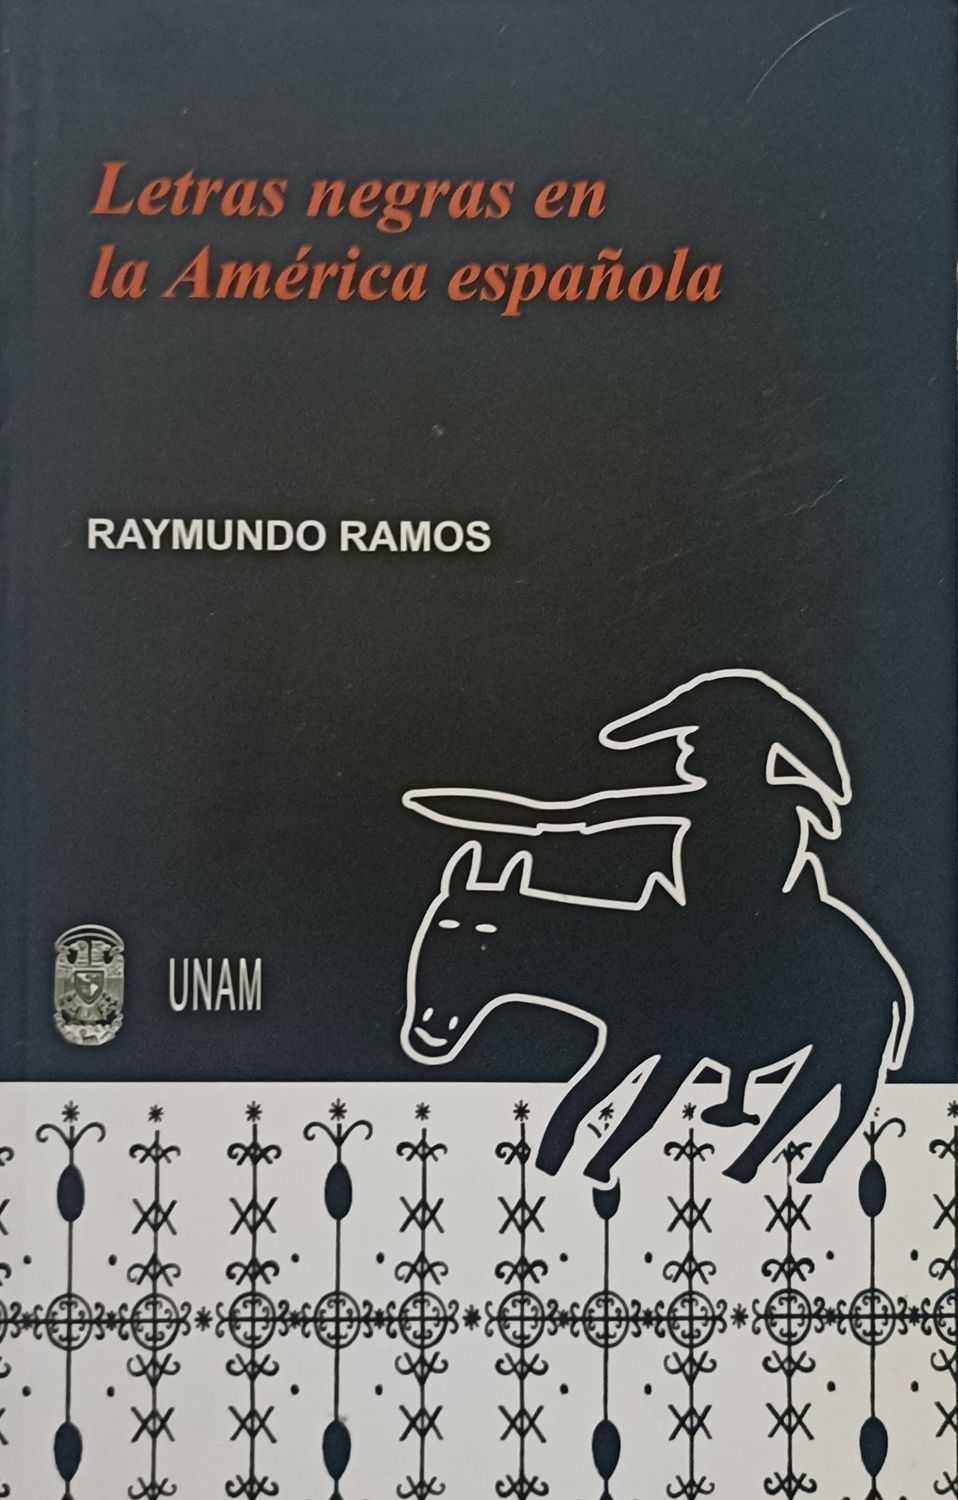 Letras negras en
la América española
RAYMUNDO RAMOS
UNAM